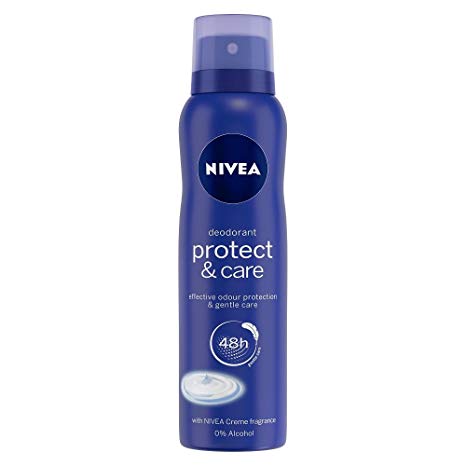 NIVEA
deodorant
protect
& care
effective odour protection
& gentle care
48h
with NIVEA Creme fragrance
0% Alcohol